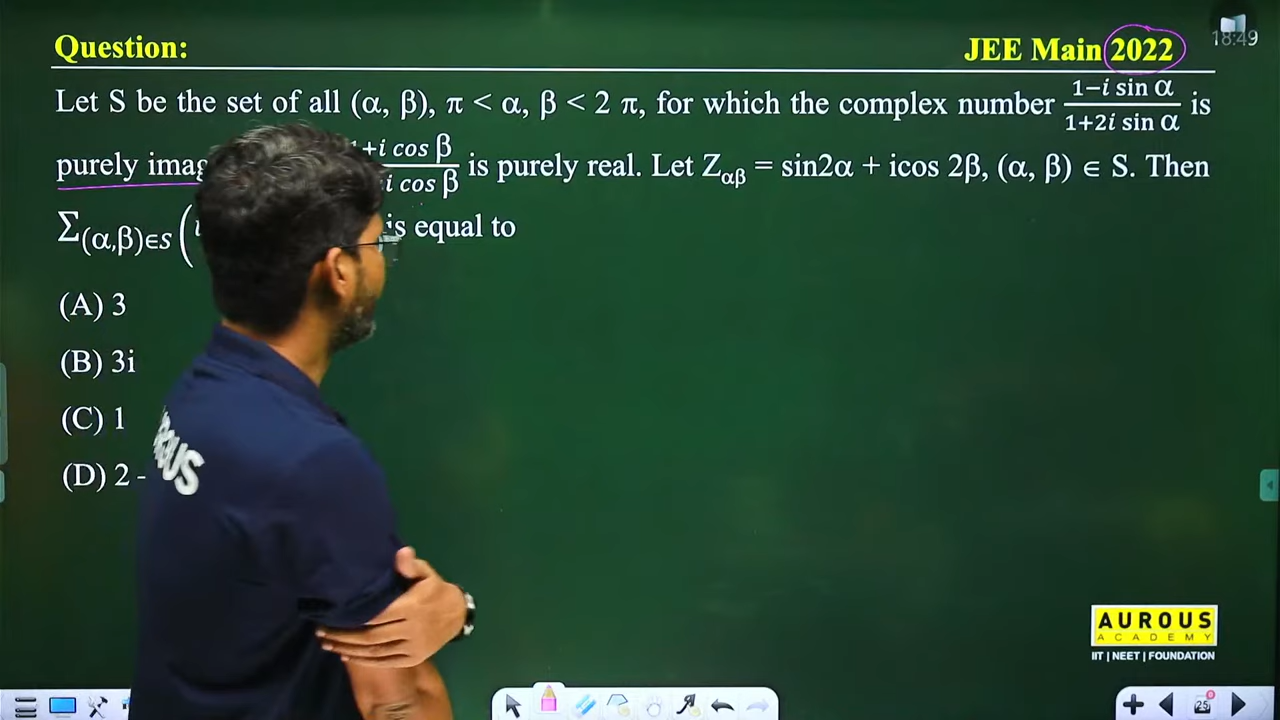 Question:
JEE Main 2022
18:49
Let S be the set of all (α, β), π < α, β < 2 π, for which the complex number 1−i sin α / 1+2i sin α is
purely imag +i cos β / i cos β is purely real. Let Zαβ = sin2α + icos 2β, (α, β) ∈ S. Then
Σ(α,β)∈S ( is equal to
(A) 3
(B) 3i
(C) 1
(D) 2 -
AUROUS
ACADEMY
IIT | NEET | FOUNDATION
25